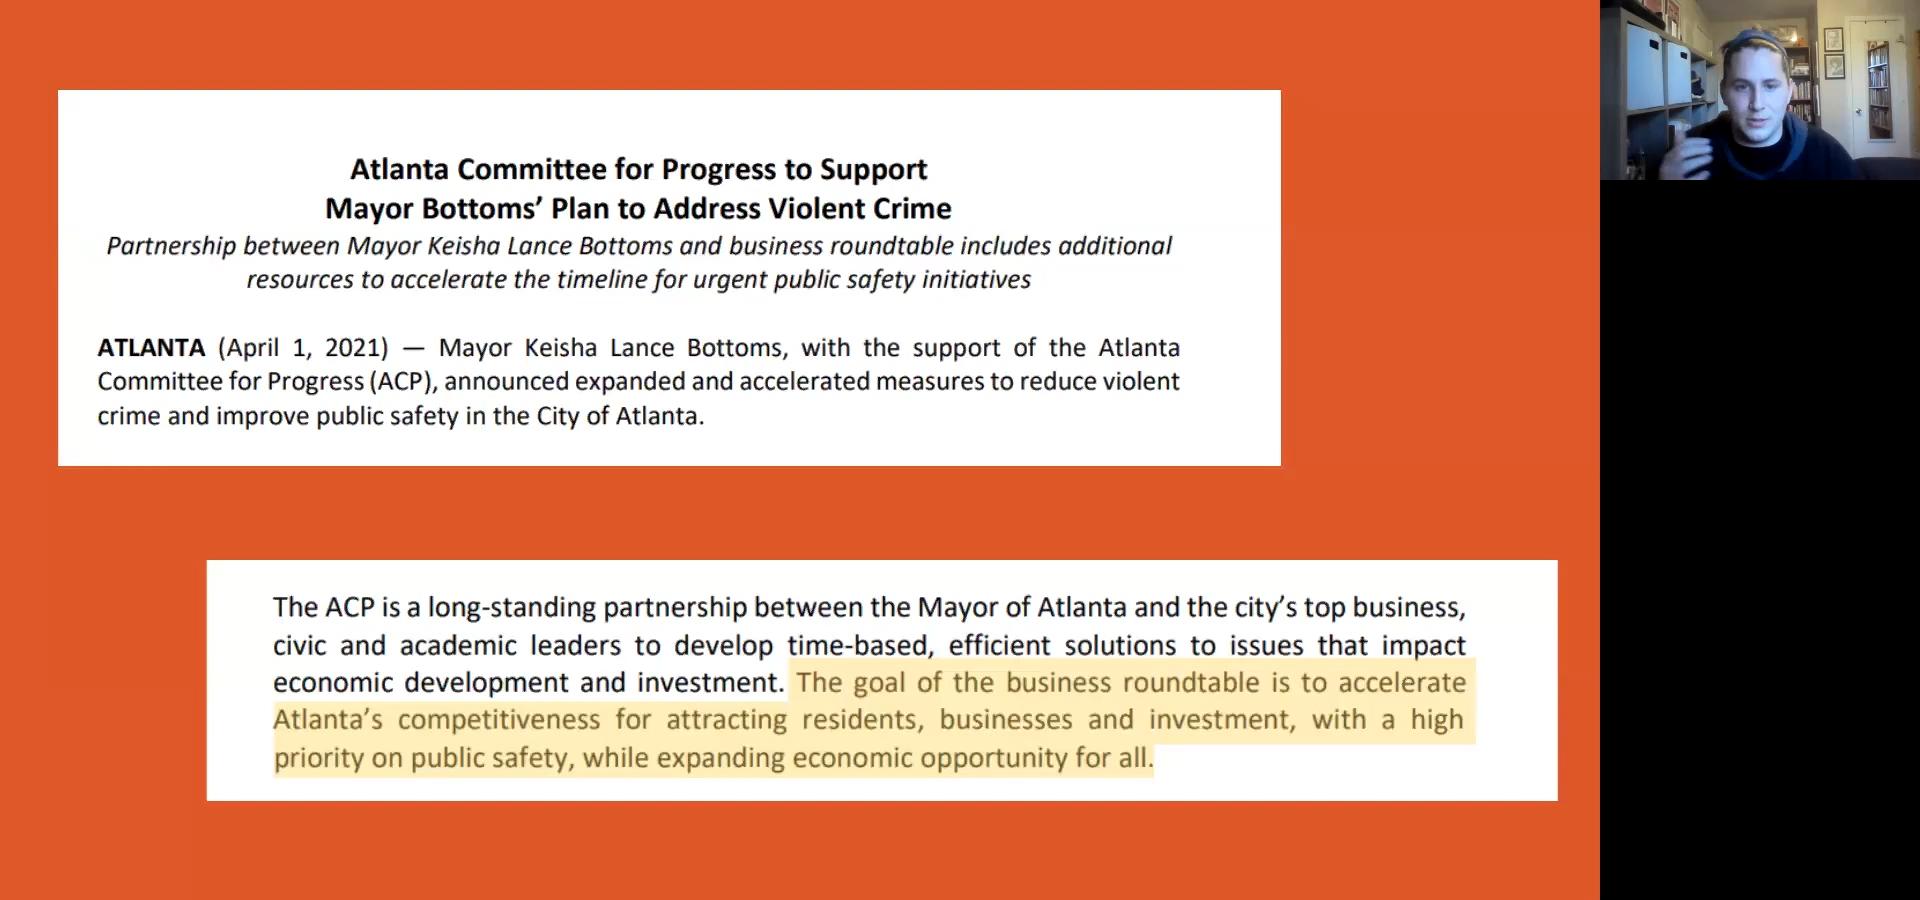 Atlanta Committee for Progress to Support
Mayor Bottoms’ Plan to Address Violent Crime
Partnership between Mayor Keisha Lance Bottoms and business roundtable includes additional
resources to accelerate the timeline for urgent public safety initiatives
ATLANTA (April 1, 2021) — Mayor Keisha Lance Bottoms, with the support of the Atlanta
Committee for Progress (ACP), announced expanded and accelerated measures to reduce violent
crime and improve public safety in the City of Atlanta.
The ACP is a long-standing partnership between the Mayor of Atlanta and the city’s top business,
civic and academic leaders to develop time-based, efficient solutions to issues that impact
economic development and investment. The goal of the business roundtable is to accelerate
Atlanta’s competitiveness for attracting residents, businesses and investment, with a high
priority on public safety, while expanding economic opportunity for all.